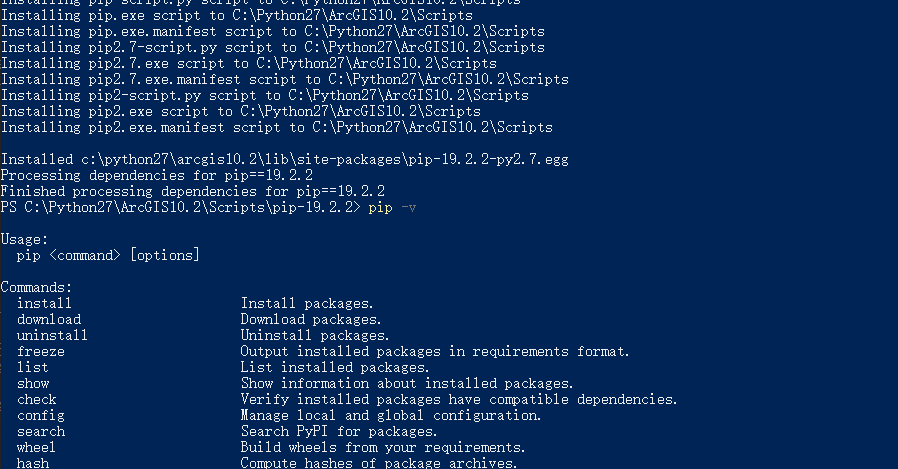 Installing pip-script.py script to C:\Python27\ArcGIS10.2\Scripts
Installing pip.exe script to C:\Python27\ArcGIS10.2\Scripts
Installing pip.exe.manifest script to C:\Python27\ArcGIS10.2\Scripts
Installing pip2.7-script.py script to C:\Python27\ArcGIS10.2\Scripts
Installing pip2.7.exe script to C:\Python27\ArcGIS10.2\Scripts
Installing pip2.7.exe.manifest script to C:\Python27\ArcGIS10.2\Scripts
Installing pip2-script.py script to C:\Python27\ArcGIS10.2\Scripts
Installing pip2.exe script to C:\Python27\ArcGIS10.2\Scripts
Installing pip2.exe.manifest script to C:\Python27\ArcGIS10.2\Scripts
Installed c:\python27\arcgis10.2\lib\site-packages\pip-19.2.2-py2.7.egg
Processing dependencies for pip==19.2.2
Finished processing dependencies for pip==19.2.2
PS C:\Python27\ArcGIS10.2\Scripts\pip-19.2.2> pip -v
Usage:
pip <command> [options]
Commands:
install Install packages.
download Download packages.
uninstall Uninstall packages.
freeze Output installed packages in requirements format.
list List installed packages.
show Show information about installed packages.
check Verify installed packages have compatible dependencies.
config Manage local and global configuration.
search Search PyPI for packages.
wheel Build wheels from your requirements.
hash Compute hashes of package archives.